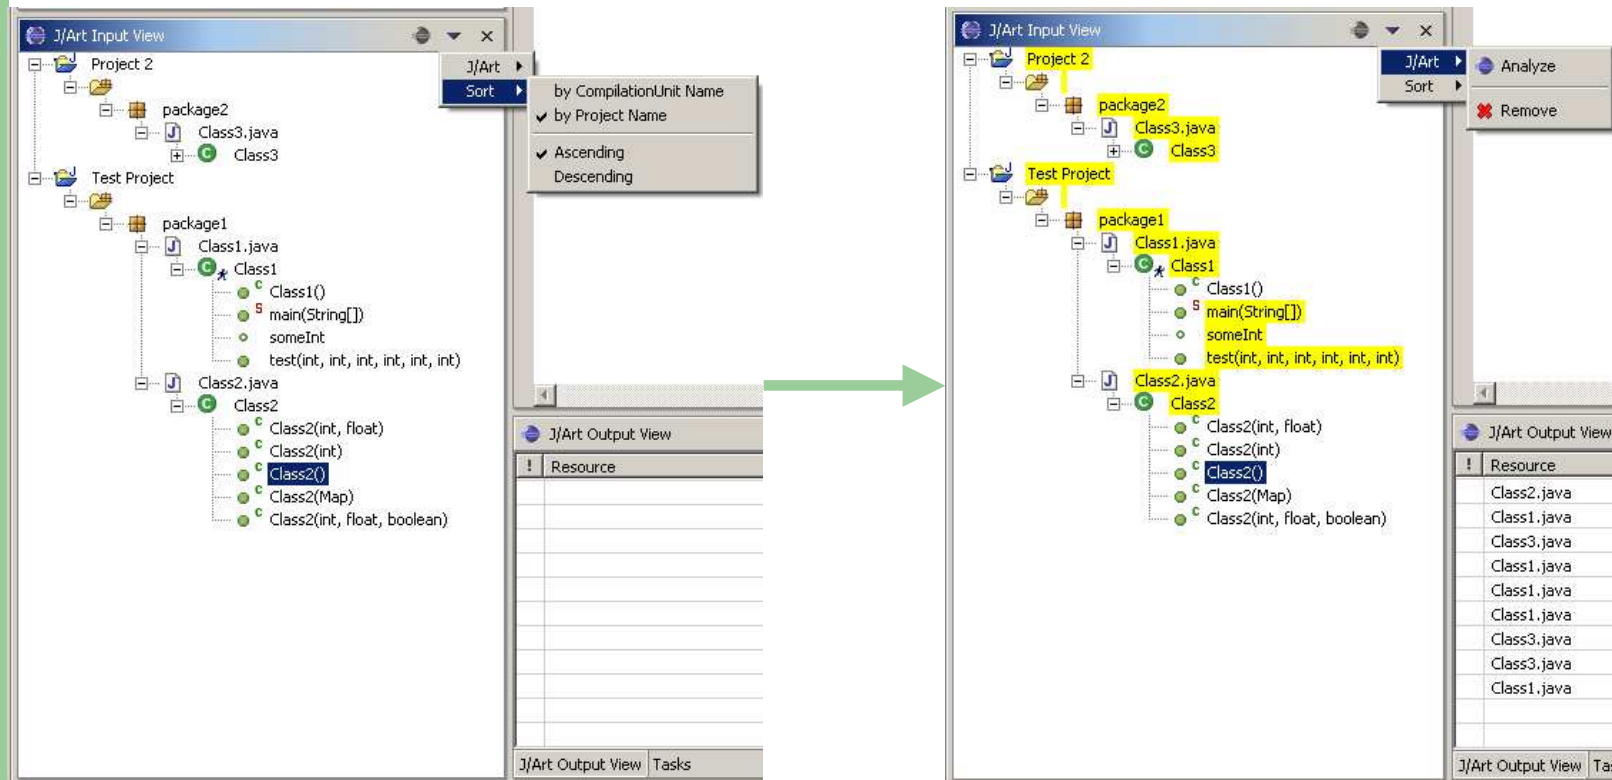 J/Art Input View
Project 2
package2
Class3.java
Class3
Test Project
package1
Class1.java
Class1
C Class1()
S main(String[])
someInt
test(int, int, int, int, int, int)
Class2.java
Class2
C Class2(int, float)
C Class2(int)
C Class2()
C Class2(Map)
C Class2(int, float, boolean)
J/Art
Sort
by CompilationUnit Name
by Project Name
Ascending
Descending
J/Art Output View
! Resource
J/Art Output View Tasks
J/Art Input View
Project 2
package2
Class3.java
Class3
Test Project
package1
Class1.java
Class1
C Class1()
S main(String[])
someInt
test(int, int, int, int, int, int)
Class2.java
Class2
C Class2(int, float)
C Class2(int)
C Class2()
C Class2(Map)
C Class2(int, float, boolean)
J/Art
Sort
Analyze
Remove
J/Art Output View
! Resource
Class2.java
Class1.java
Class3.java
Class1.java
Class1.java
Class1.java
Class3.java
Class3.java
Class1.java
J/Art Output View Ta